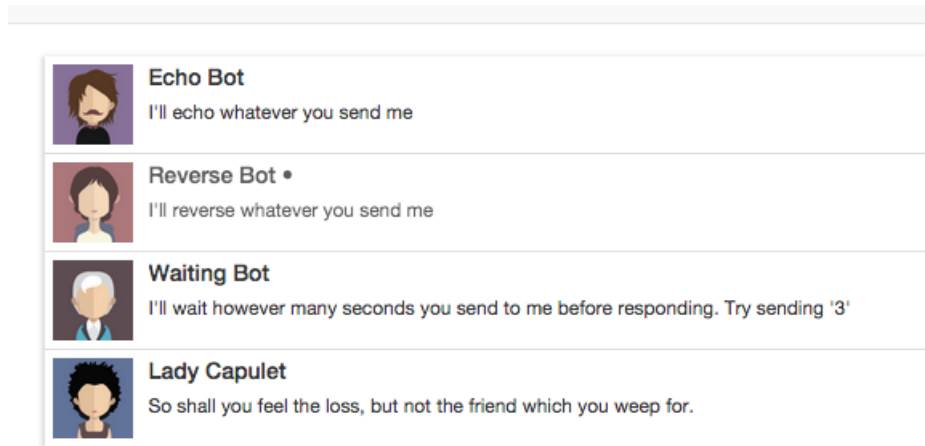 Echo Bot
I'll echo whatever you send me
Reverse Bot •
I'll reverse whatever you send me
Waiting Bot
I'll wait however many seconds you send to me before responding. Try sending '3'
Lady Capulet
So shall you feel the loss, but not the friend which you weep for.